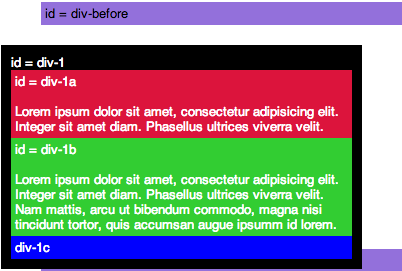 id = div-before
id = div-1
id = div-1a
Lorem ipsum dolor sit amet, consectetur adipisicing elit.
Integer sit amet diam. Phasellus ultrices viverra velit.
id = div-1b
Lorem ipsum dolor sit amet, consectetur adipisicing elit.
Integer sit amet diam. Phasellus ultrices viverra velit.
Nam mattis, arcu ut bibendum commodo, magna nisi
tincidunt tortor, quis accumsan augue ipsumm id lorem.
div-1c